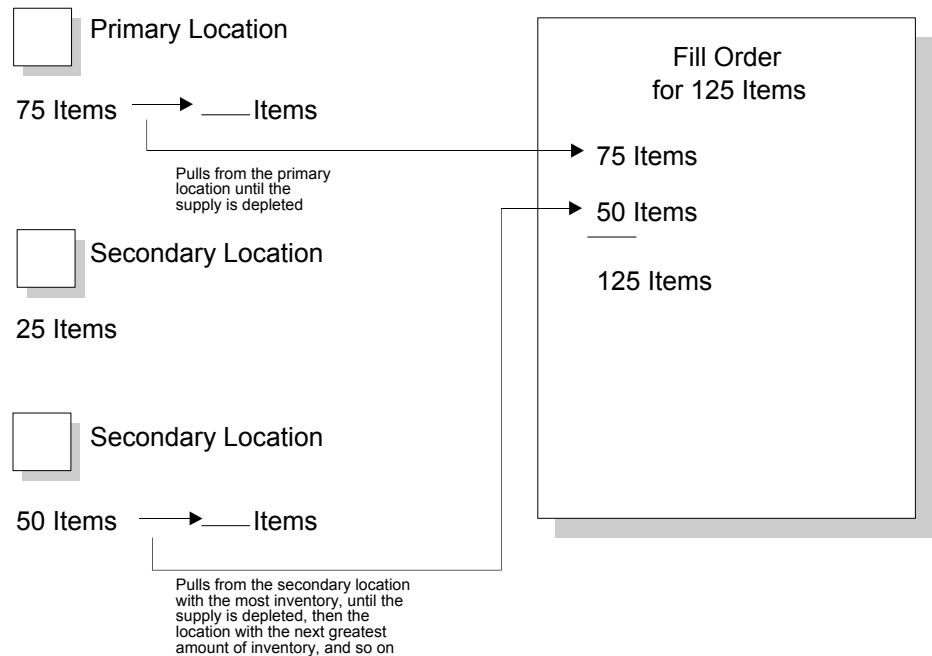 Primary Location
75 Items ___ Items
Pulls from the primary
location until the
supply is depleted
Secondary Location
25 Items
Secondary Location
50 Items ___ Items
Pulls from the secondary location
with the most inventory, until the
supply is depleted, then the
location with the next greatest
amount of inventory, and so on
Fill Order
for 125 Items
75 Items
50 Items
125 Items